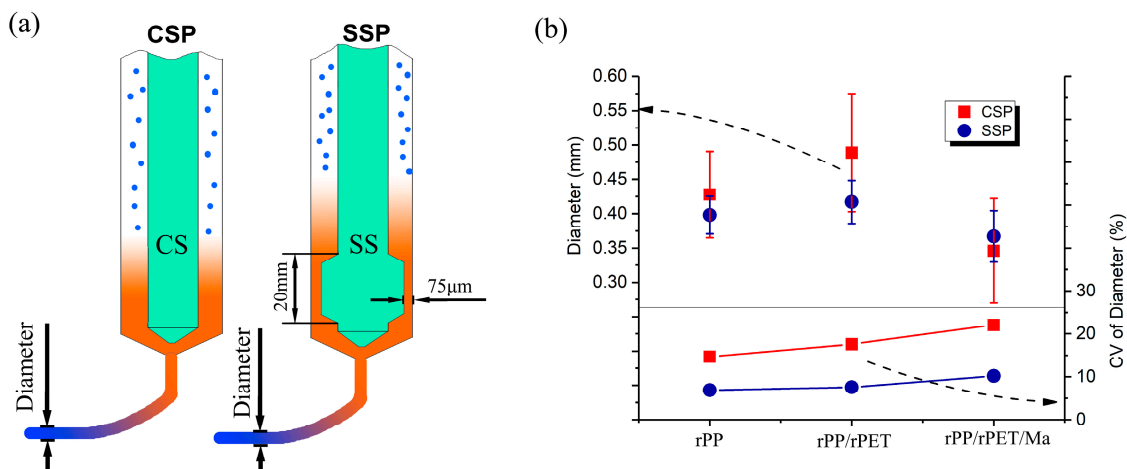 (a)
CSP
SSP
CS
SS
20mm
75μm
Diameter
Diameter
(b)
Diameter (mm)
0.60
0.55
0.50
0.45
0.40
0.35
0.30
CSP
SSP
30
20
10
0
CV of Diameter (%)
rPP
rPP/rPET
rPP/rPET/Ma